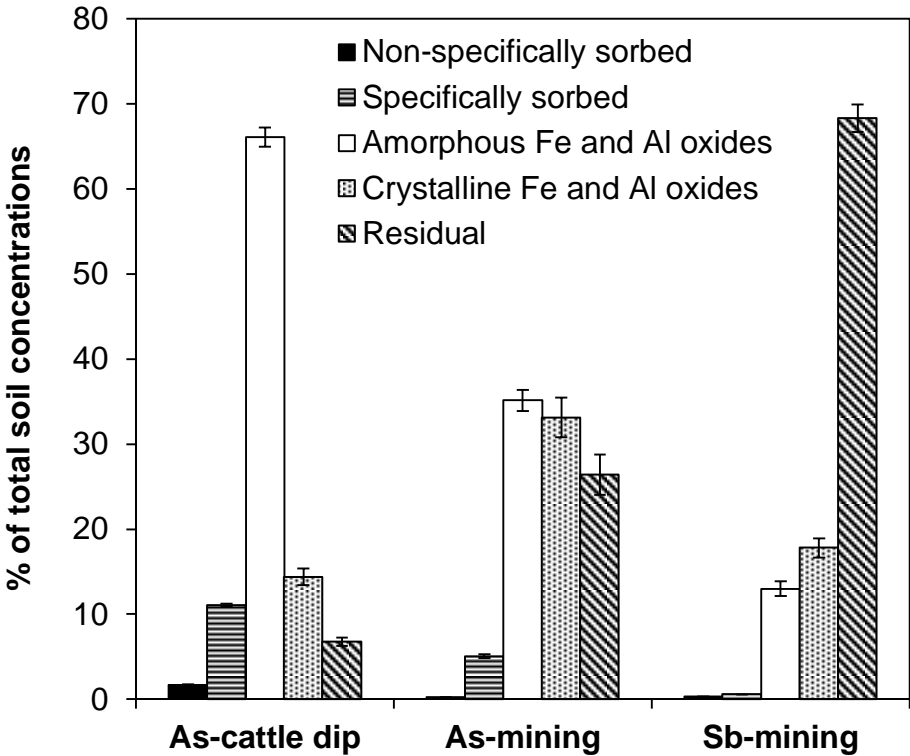 80
70
60
50
40
30
20
10
0
% of total soil concentrations
Non-specifically sorbed
Specifically sorbed
Amorphous Fe and Al oxides
Crystalline Fe and Al oxides
Residual
As-cattle dip
As-mining
Sb-mining